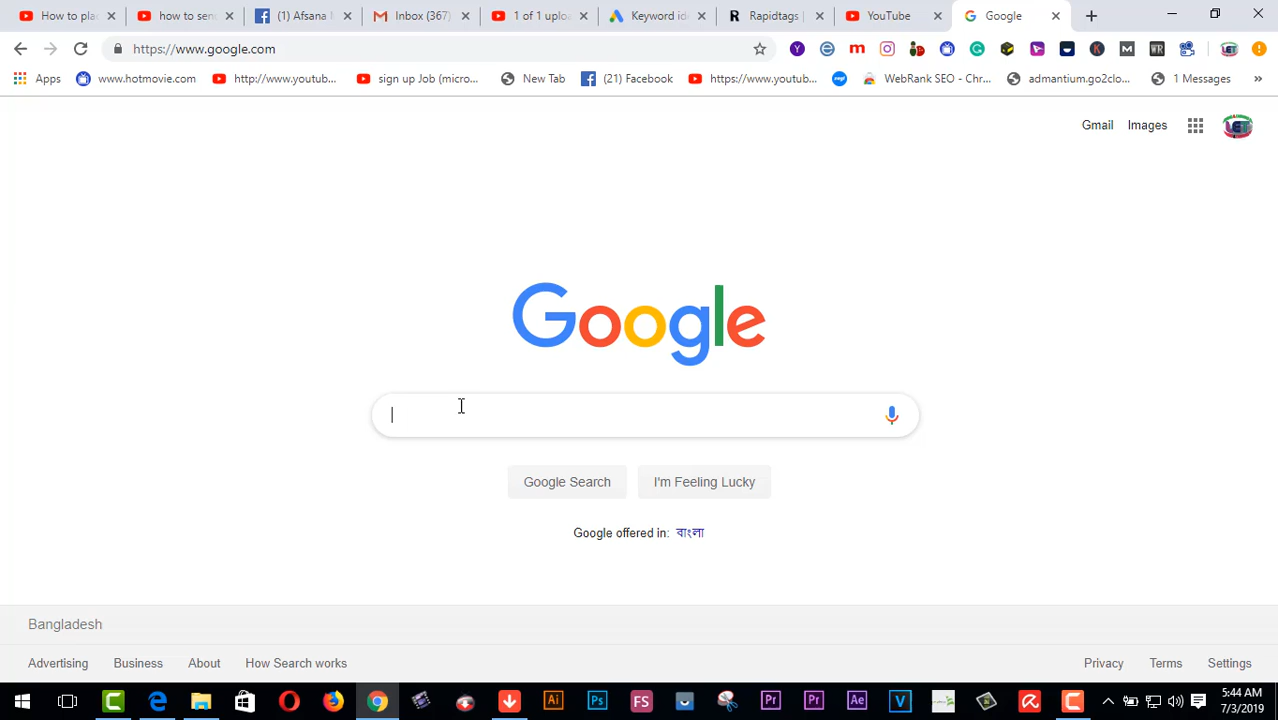 How to pla
how to send
(1) Afsana
Inbox (367)
1 of 1 uploa
Keyword ide
Rapidtags |
YouTube
Google
https://www.google.com
Apps
www.hotmovie.com
http://www.youtub...
sign up Job (micro...
New Tab
(21) Facebook
https://www.youtub...
WebRank SEO - Chr...
admantium.go2clo...
1 Messages
»
Gmail
Images
Google
Google Search
I'm Feeling Lucky
Google offered in: বাংলা
Bangladesh
Advertising
Business
About
How Search works
Privacy
Terms
Settings
5:44 AM
7/3/2019